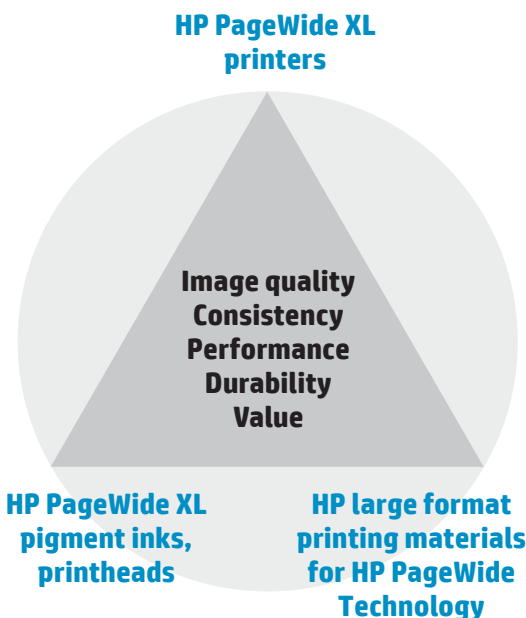 HP PageWide XL
printers
Image quality
Consistency
Performance
Durability
Value
HP PageWide XL
pigment inks,
printheads
HP large format
printing materials
for HP PageWide
Technology